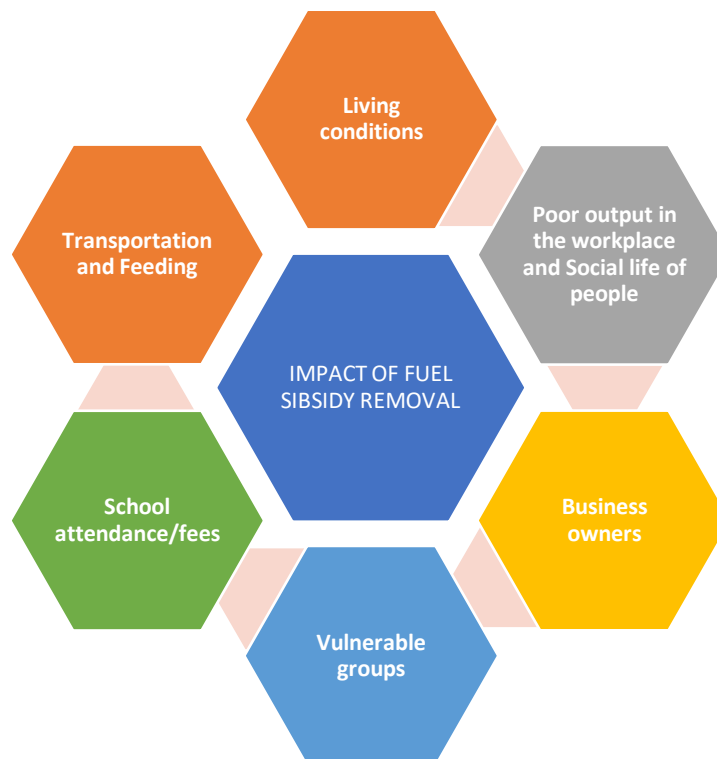 Living
conditions
Poor output in
the workplace
and Social life of
people
Transportation
and Feeding
IMPACT OF FUEL
SIBSIDY REMOVAL
School
attendance/fees
Business
owners
Vulnerable
groups